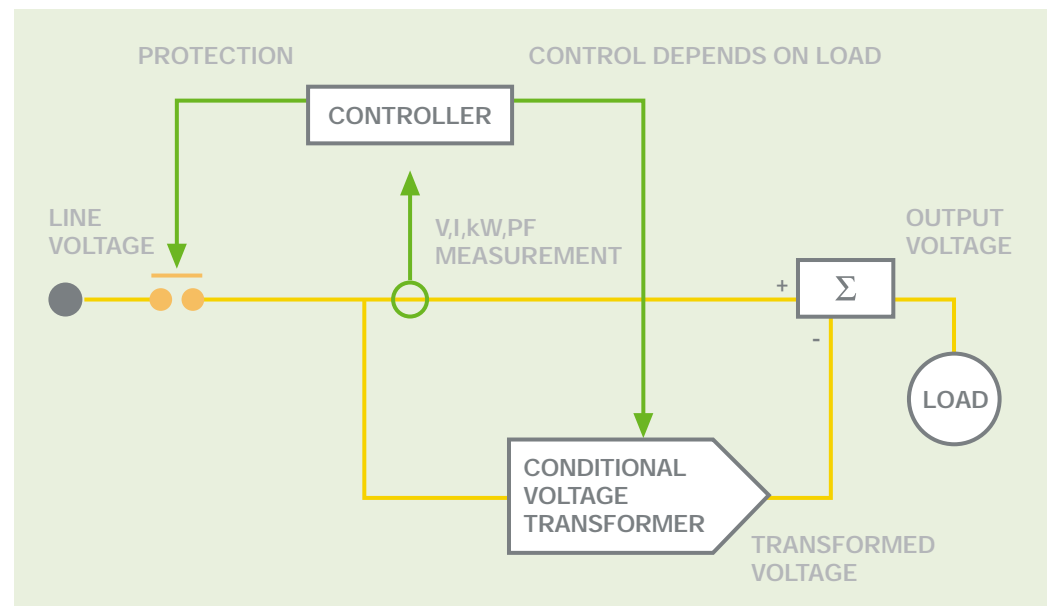 PROTECTION
CONTROL DEPENDS ON LOAD
CONTROLLER
LINE
VOLTAGE
V,I,kW,PF
MEASUREMENT
OUTPUT
VOLTAGE
+
Σ
-
LOAD
CONDITIONAL
VOLTAGE
TRANSFORMER
TRANSFORMED
VOLTAGE